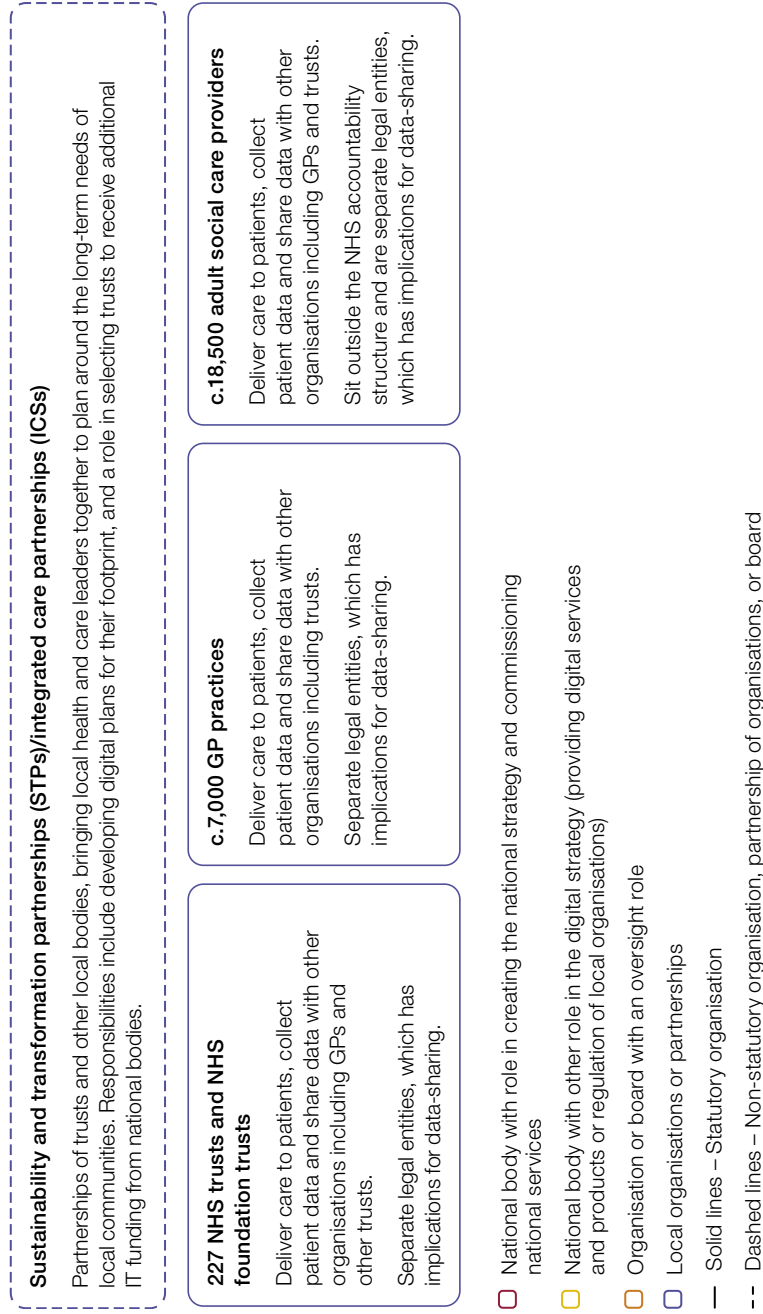 Sustainability and transformation partnerships (STPs)/integrated care partnerships (ICSs)
Partnerships of trusts and other local bodies, bringing local health and care leaders together to plan around the long-term needs of
local communities. Responsibilities include developing digital plans for their footprint, and a role in selecting trusts to receive additional
IT funding from national bodies.
227 NHS trusts and NHS
foundation trusts
Deliver care to patients, collect
patient data and share data with other
organisations including GPs and
other trusts.
Separate legal entities, which has
implications for data-sharing.
c.7,000 GP practices
Deliver care to patients, collect
patient data and share data with other
organisations including trusts.
Separate legal entities, which has
implications for data-sharing.
c.18,500 adult social care providers
Deliver care to patients, collect
patient data and share data with other
organisations including GPs and trusts.
Sit outside the NHS accountability
structure and are separate legal entities,
which has implications for data-sharing.
National body with role in creating the national strategy and commissioning
national services
National body with other role in the digital strategy (providing digital services
and products or regulation of local organisations)
Organisation or board with an oversight role
Local organisations or partnerships
Solid lines – Statutory organisation
Dashed lines – Non-statutory organisation, partnership of organisations, or board